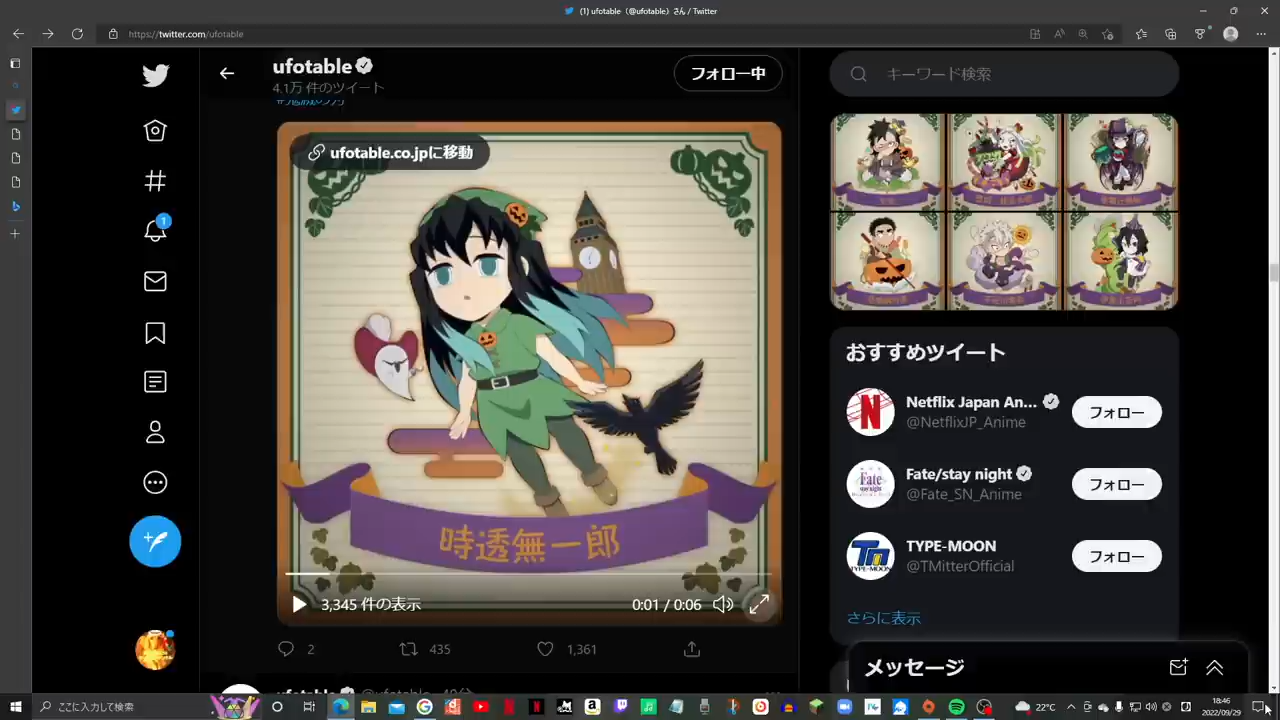 (1) ufotable（@ufotable）さん / Twitter
https://twitter.com/ufotable
ufotable
4.1万 件のツイート
フォロー中
キーワード検索
ufotable.co.jpに移動
時透無一郎
3,345 件の表示
0:01 / 0:06
2
435
1,361
1
おすすめツイート
Netflix Japan An...
@NetflixJP_Anime
フォロー
Fate/stay night
@Fate_SN_Anime
フォロー
TYPE-MOON
@TMitterOfficial
フォロー
さらに表示
メッセージ
ufotable @ufotable
ここに入力して検索
22°C
18:46
2022/09/29